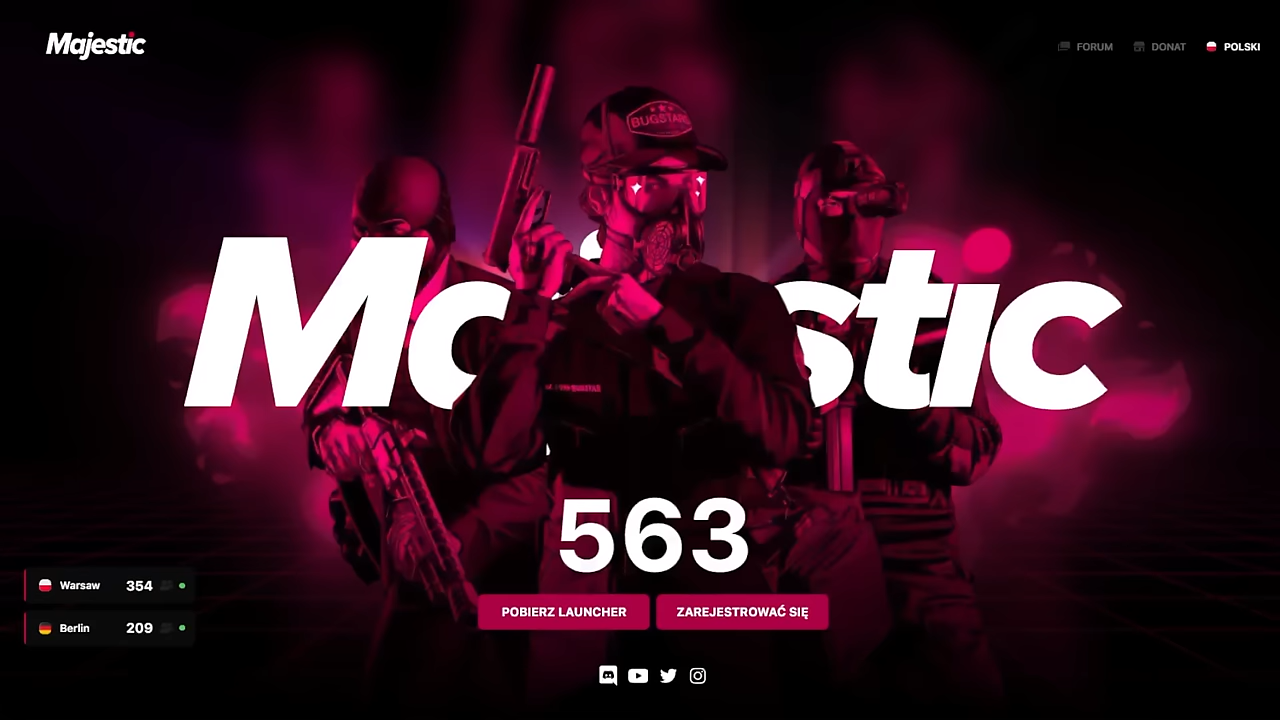 Majestic
FORUM
DONAT
POLSKI
BUGSTARS
Majestic
563
Warsaw 354
Berlin 209
POBIERZ LAUNCHER
ZAREJESTROWAĆ SIĘ